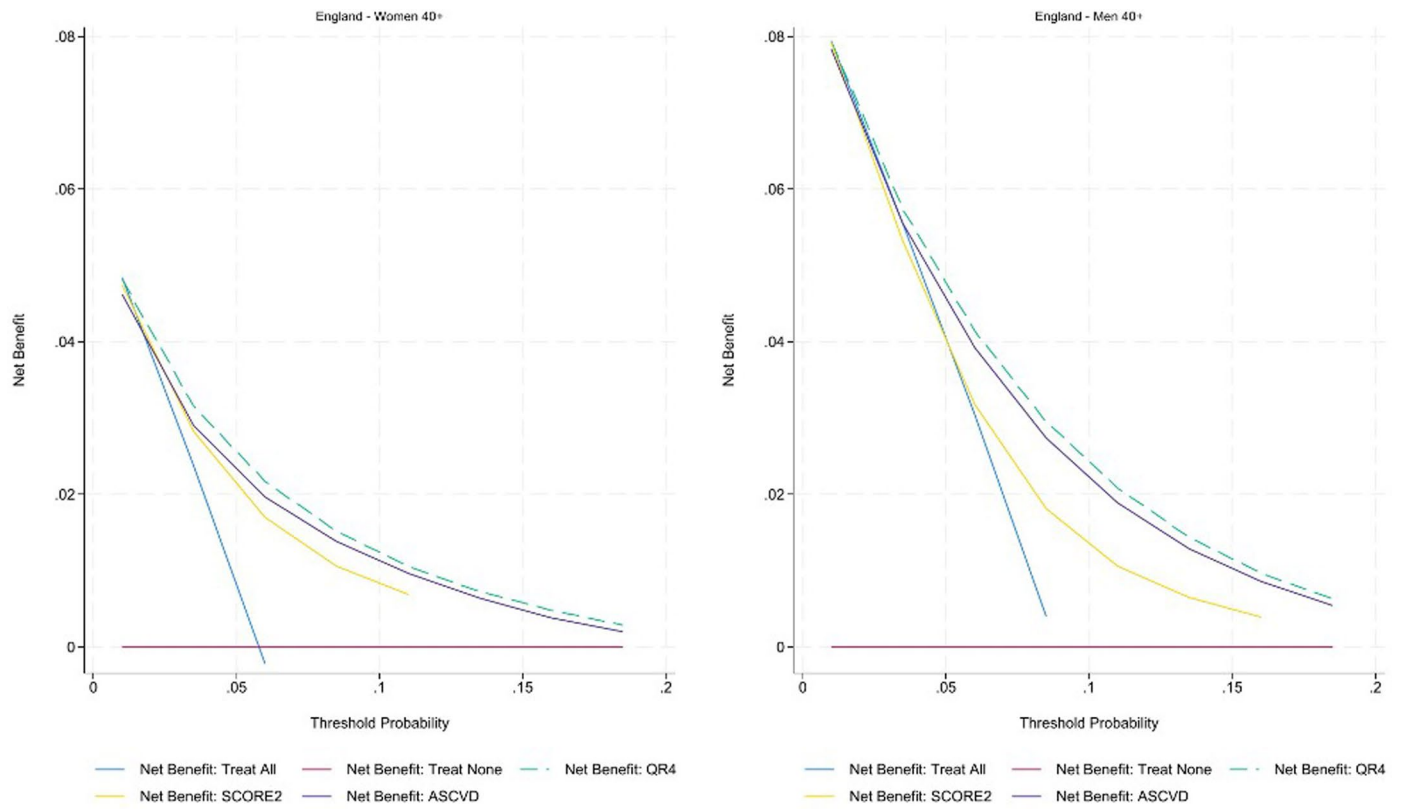 England - Women 40+
.08
.06
.04
.02
0
Net Benefit
0 .05 .1 .15 .2
Threshold Probability
Net Benefit: Treat All Net Benefit: Treat None Net Benefit: QR4
Net Benefit: SCORE2 Net Benefit: ASCVD
England - Men 40+
.08
.06
.04
.02
0
Net Benefit
0 .05 .1 .15 .2
Threshold Probability
Net Benefit: Treat All Net Benefit: Treat None Net Benefit: QR4
Net Benefit: SCORE2 Net Benefit: ASCVD